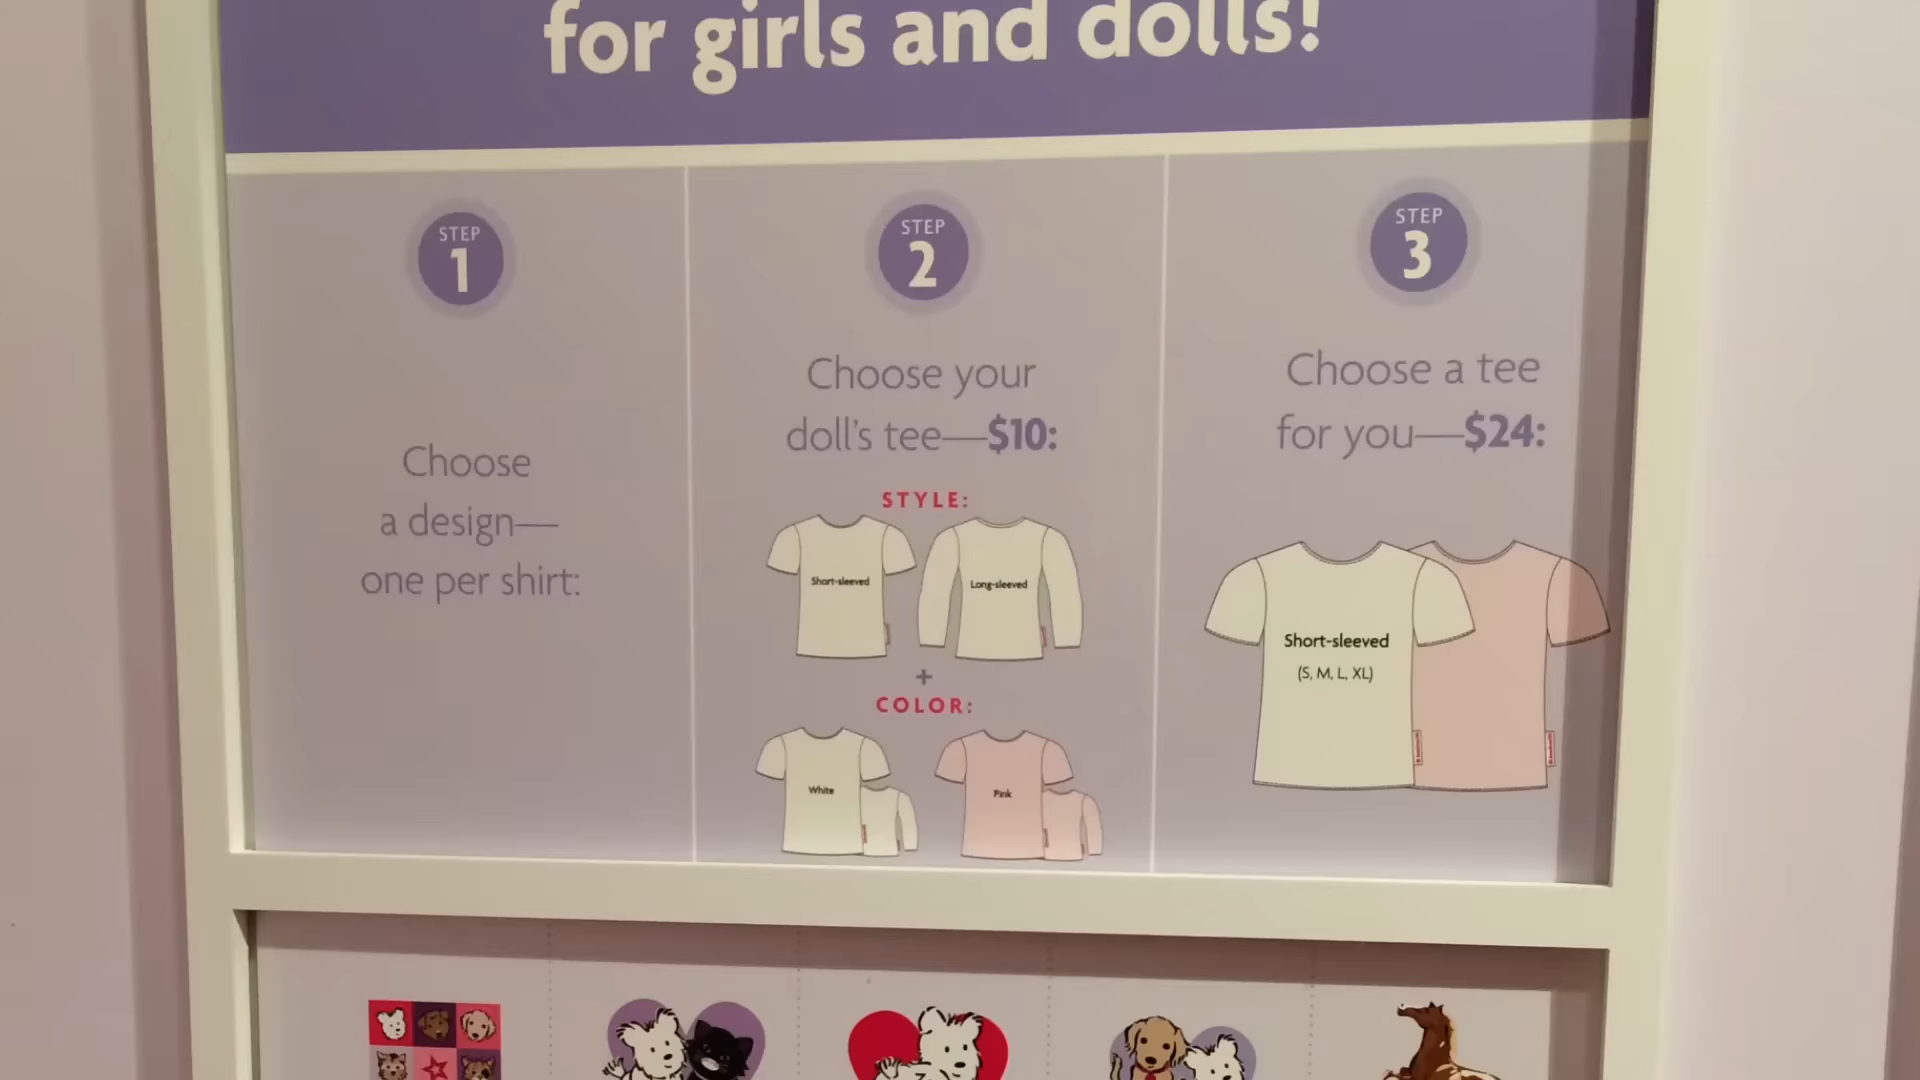 for girls and dolls!
STEP
1
Choose
a design—
one per shirt:
STEP
2
Choose your
doll's tee—$10:
STYLE:
Short-sleeved
Long-sleeved
+
COLOR:
White
Pink
STEP
3
Choose a tee
for you—$24:
Short-sleeved
(S, M, L, XL)